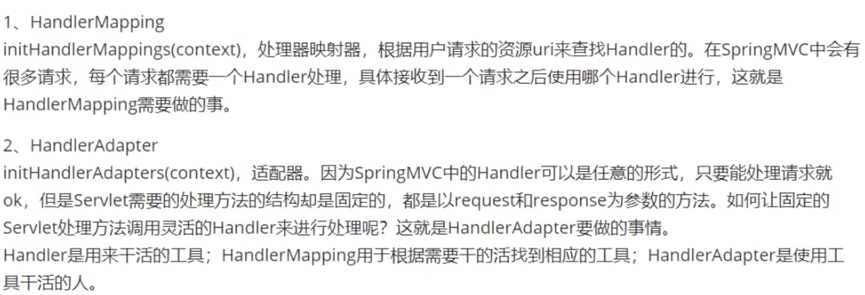 1、HandlerMapping
initHandlerMappings(context)，处理器映射器，根据用户请求的资源uri来查找Handler的。在SpringMVC中会有
很多请求，每个请求都需要一个Handler处理，具体接收到一个请求之后使用哪个Handler进行，这就是
HandlerMapping需要做的事。
2、HandlerAdapter
initHandlerAdapters(context)，适配器。因为SpringMVC中的Handler可以是任意的形式，只要能处理请求就
ok，但是Servlet需要的处理方法的结构却是固定的，都是以request和response为参数的方法。如何让固定的
Servlet处理方法调用灵活的Handler来进行处理呢？这就是HandlerAdapter要做的事情。
Handler是用来干活的工具；HandlerMapping用于根据需要干的活找到相应的工具；HandlerAdapter是使用工
具干活的人。